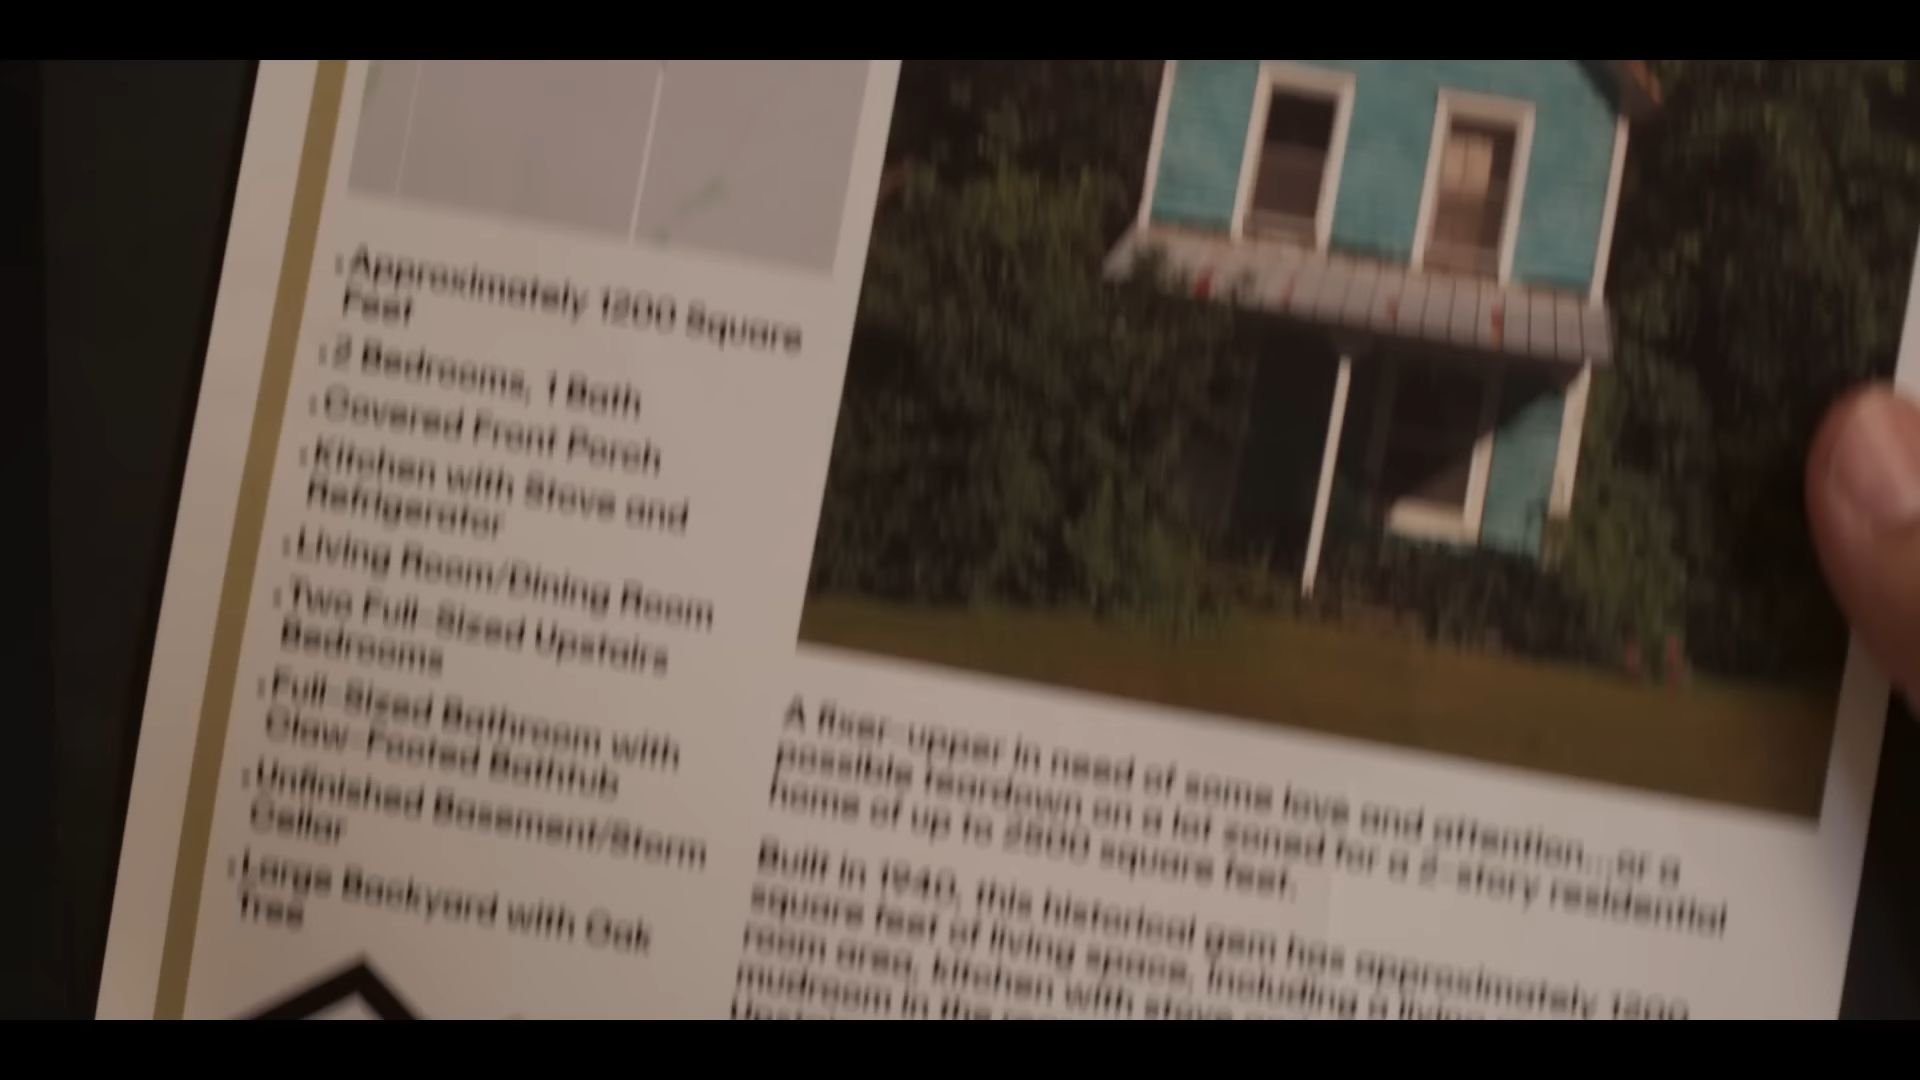 Approximately 1200 Square
Feet
2 Bedrooms, 1 Bath
Covered Front Porch
Kitchen with Stove and
Refrigerator
Living Room/Dining Room
Two Full-Sized Upstairs
Bedrooms
Full-Sized Bathroom with
Claw-Footed Bathtub
Unfinished Basement/Storm
Cellar
Large Backyard with Oak
Tree
A fixer-upper in need of some love and attention...or a
possible teardown on a lot zoned for a 2-story residential
home of up to 2800 square feet.
Built in 1940, this historical gem has approximately 1200
square feet of living space, including a living
room area, kitchen with stove
mudroom in the